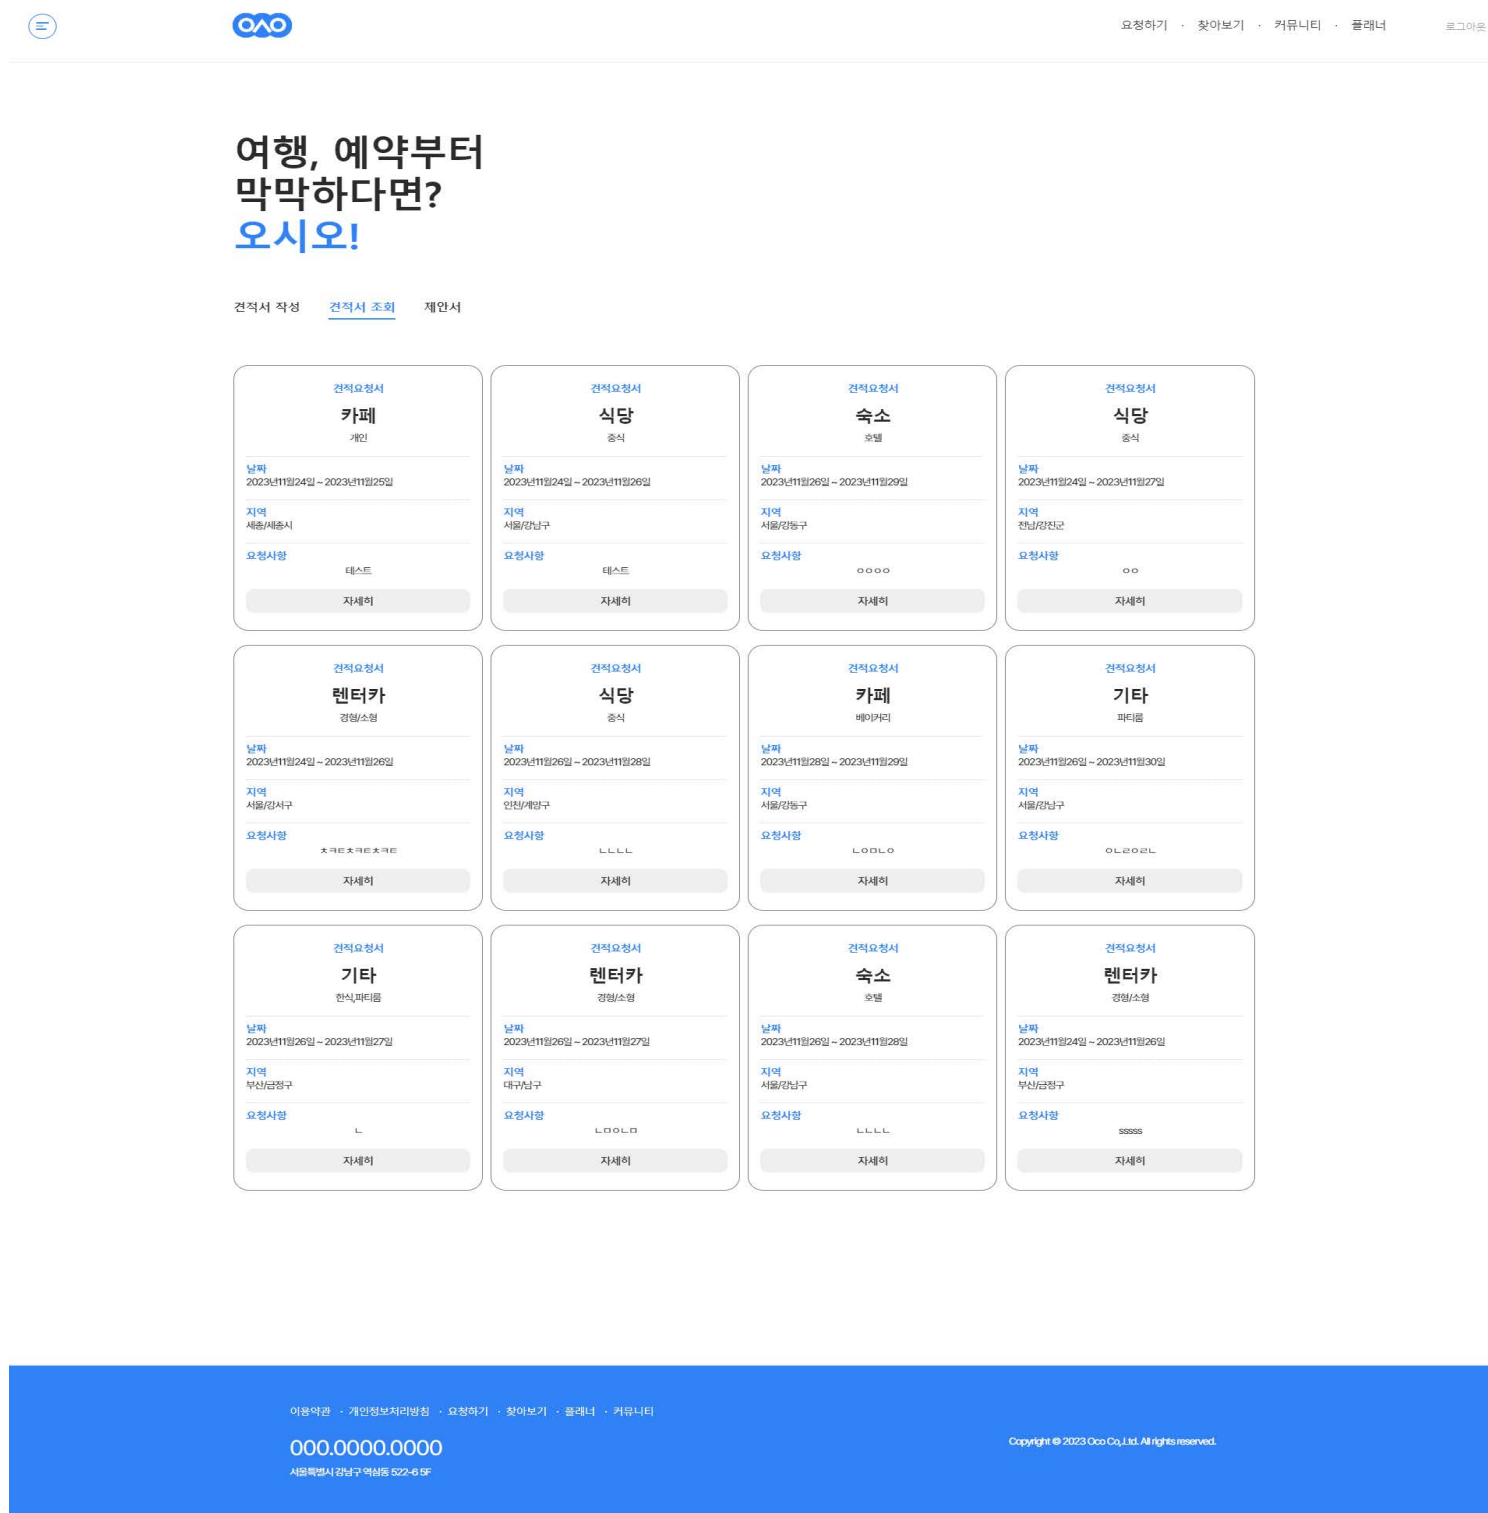 요청하기 · 찾아보기 · 커뮤니티 · 플래너 로그아웃
여행, 예약부터
막막하다면?
오시오!
견적서 작성 견적서 조회 제안서
견적요청서
카페
개인
날짜
2023년11월24일 ~ 2023년11월25일
지역
세종/세종시
요청사항
테스트
자세히
견적요청서
식당
중식
날짜
2023년11월24일 ~ 2023년11월26일
지역
서울/강남구
요청사항
테스트
자세히
견적요청서
숙소
호텔
날짜
2023년11월26일 ~ 2023년11월29일
지역
서울/강동구
요청사항
ㅇㅇㅇㅇ
자세히
견적요청서
식당
중식
날짜
2023년11월24일 ~ 2023년11월27일
지역
전남/강진군
요청사항
ㅇㅇ
자세히
견적요청서
렌터카
경형/소형
날짜
2023년11월24일 ~ 2023년11월26일
지역
서울/강서구
요청사항
ㅊㅋㅌㅊㅋㅌㅊㅋㅌ
자세히
견적요청서
식당
중식
날짜
2023년11월26일 ~ 2023년11월28일
지역
인천/계양구
요청사항
ㄴㄴㄴㄴ
자세히
견적요청서
카페
베이커리
날짜
2023년11월28일 ~ 2023년11월29일
지역
서울/강동구
요청사항
ㄴㅇㅁㄴㅇ
자세히
견적요청서
기타
파티룸
날짜
2023년11월26일 ~ 2023년11월30일
지역
서울/강남구
요청사항
ㅇㄴㄹㅇㄹㄴ
자세히
견적요청서
기타
한식,파티룸
날짜
2023년11월26일 ~ 2023년11월27일
지역
부산/금정구
요청사항
ㄴ
자세히
견적요청서
렌터카
경형/소형
날짜
2023년11월26일 ~ 2023년11월27일
지역
대구/남구
요청사항
ㄴㅁㅇㄴㅁ
자세히
견적요청서
숙소
호텔
날짜
2023년11월26일 ~ 2023년11월28일
지역
서울/강남구
요청사항
ㄴㄴㄴㄴ
자세히
견적요청서
렌터카
경형/소형
날짜
2023년11월24일 ~ 2023년11월26일
지역
부산/금정구
요청사항
sssss
자세히
이용약관 · 개인정보처리방침 · 요청하기 · 찾아보기 · 플래너 · 커뮤니티
000.0000.0000
서울특별시 강남구 역삼동 522-6 5F
Copyright © 2023 Oco Co,.Ltd. All rights reserved.